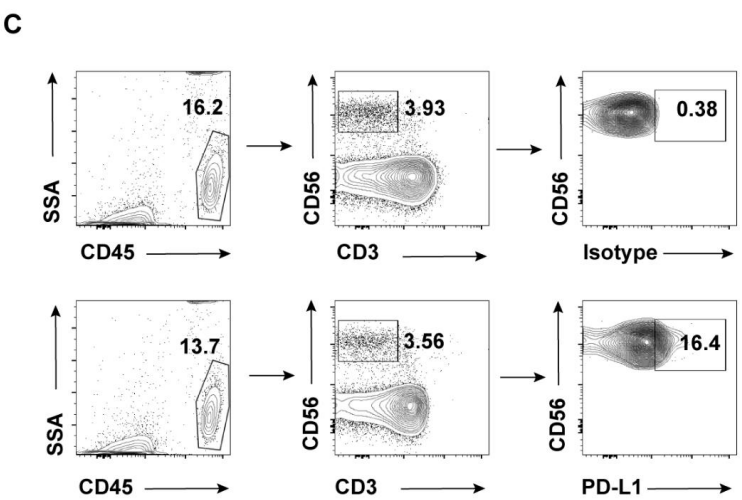 C
16.2
3.93
0.38
SSA
CD56
CD56
CD45
CD3
Isotype
13.7
3.56
16.4
SSA
CD56
CD56
CD45
CD3
PD-L1